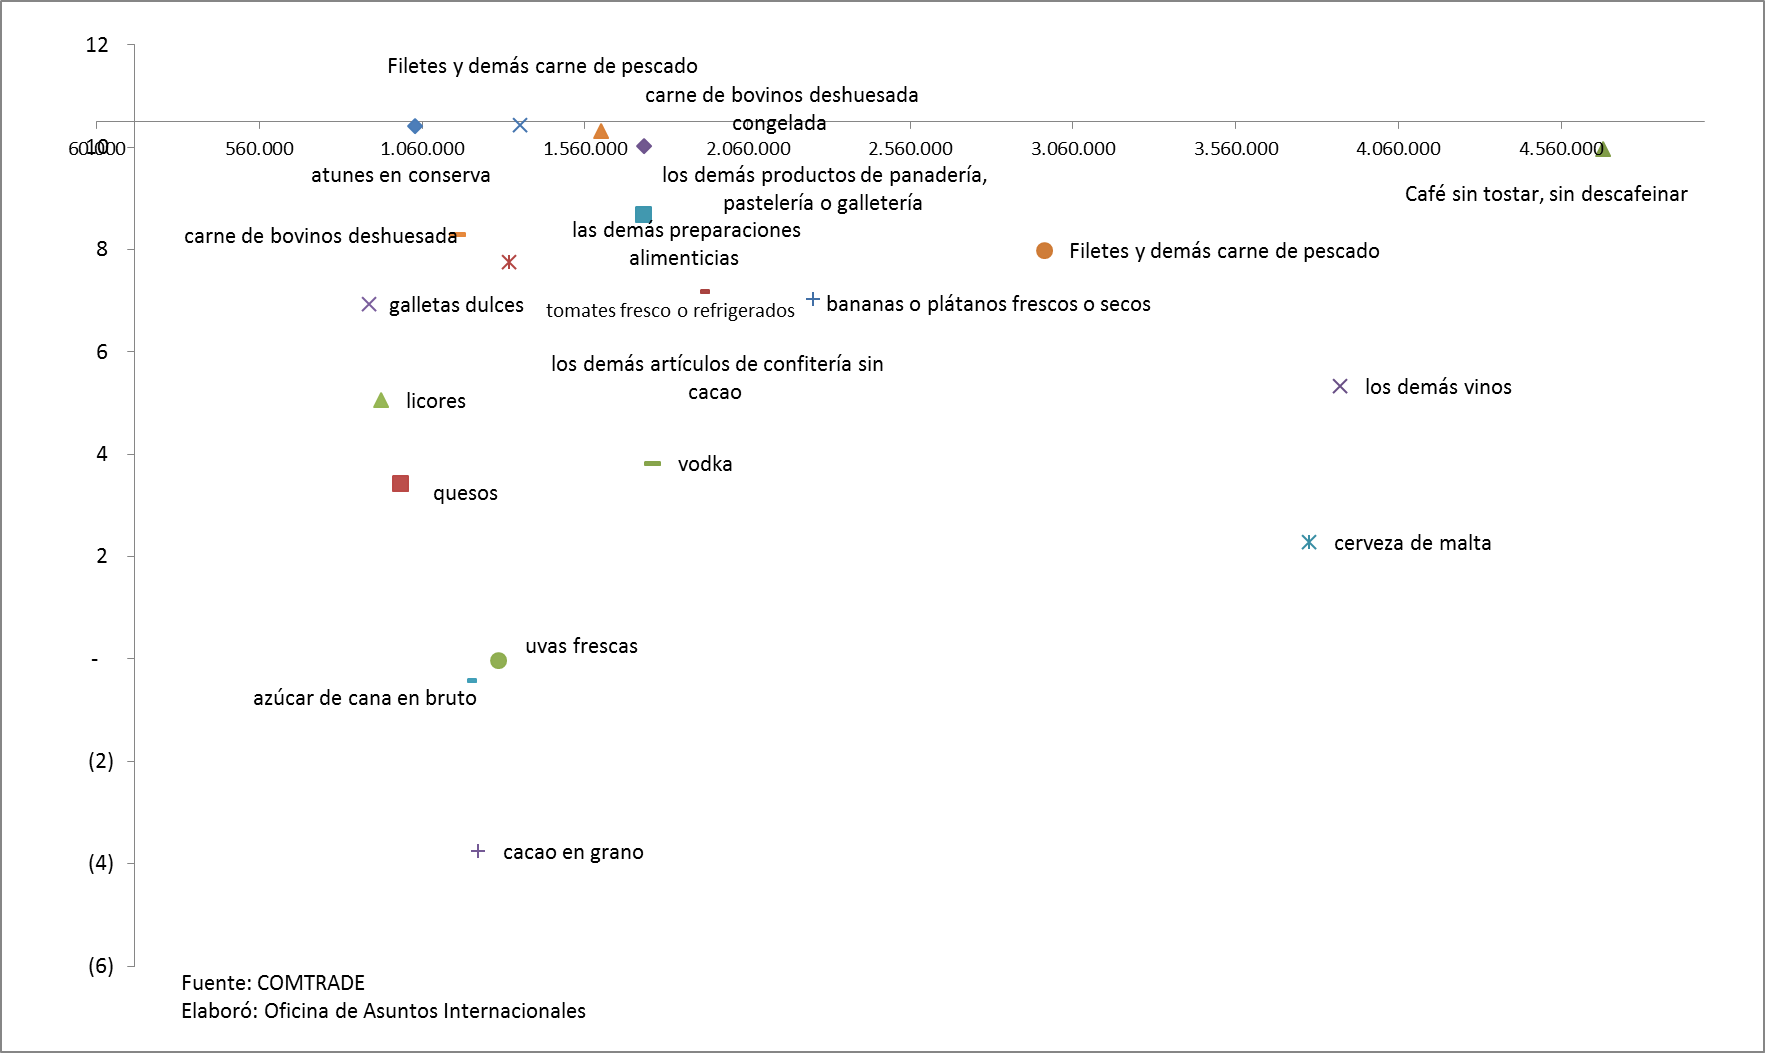 12
Filetes y demás carne de pescado
carne de bovinos deshuesada
congelada
10
60.000 560.000 1.060.000 1.560.000 2.060.000 2.560.000 3.060.000 3.560.000 4.060.000 4.560.000
atunes en conserva
los demás productos de panadería,
pastelería o galletería
Café sin tostar, sin descafeinar
carne de bovinos deshuesada
las demás preparaciones
alimenticias
8
Filetes y demás carne de pescado
galletas dulces
tomates fresco o refrigerados
bananas o plátanos frescos o secos
6
los demás artículos de confitería sin
cacao
los demás vinos
licores
4
vodka
quesos
2
cerveza de malta
uvas frescas
-
azúcar de cana en bruto
(2)
cacao en grano
(4)
(6)
Fuente: COMTRADE
Elaboró: Oficina de Asuntos Internacionales